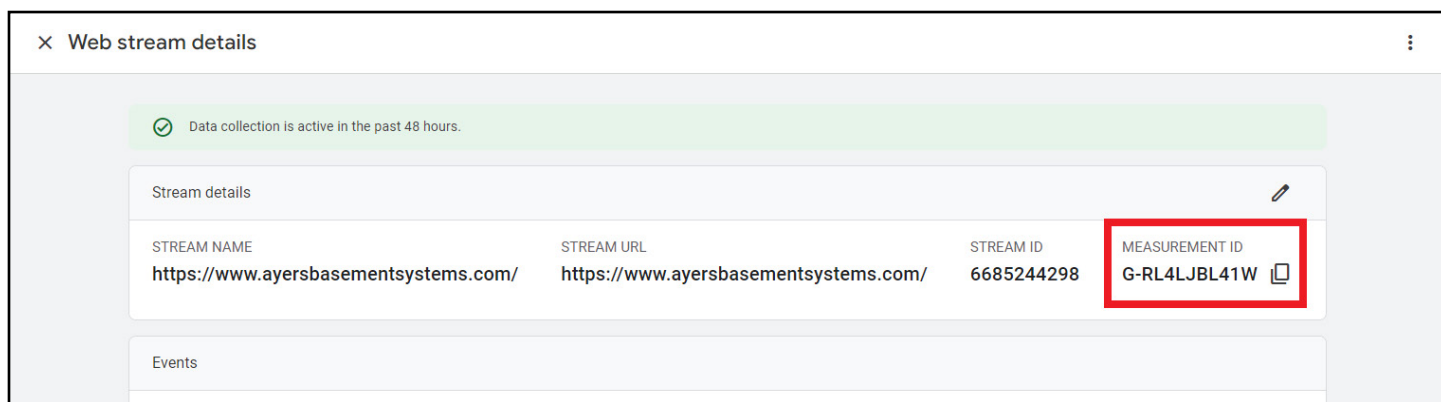 Web stream details
Data collection is active in the past 48 hours.
Stream details
STREAM NAME
https://www.ayersbasementsystems.com/
STREAM URL
https://www.ayersbasementsystems.com/
STREAM ID
6685244298
MEASUREMENT ID
G-RL4LJBL41W
Events